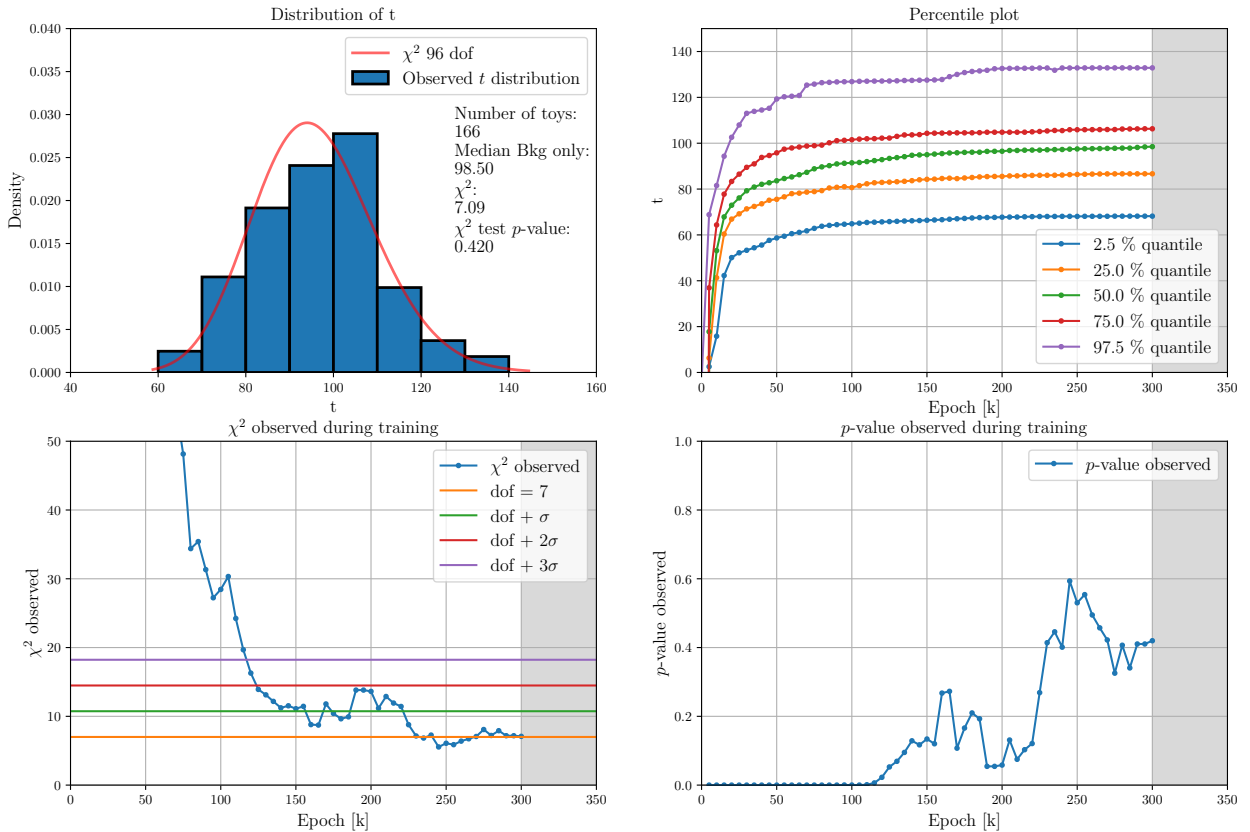 Distribution of t
0.040
0.035
0.030
0.025
0.020
0.015
0.010
0.005
0.000
Density
40
60
80
100
120
140
160
t
χ² 96 dof
Observed t distribution
Number of toys:
166
Median Bkg only:
98.50
χ²:
7.09
χ² test p-value:
0.420
Percentile plot
140
120
100
80
60
40
20
0
t
0
50
100
150
200
250
300
350
Epoch [k]
2.5 % quantile
25.0 % quantile
50.0 % quantile
75.0 % quantile
97.5 % quantile
χ² observed during training
50
40
30
20
10
0
χ² observed
0
50
100
150
200
250
300
350
Epoch [k]
χ² observed
dof = 7
dof + σ
dof + 2σ
dof + 3σ
p-value observed during training
1.0
0.8
0.6
0.4
0.2
0.0
p-value observed
0
50
100
150
200
250
300
350
Epoch [k]
p-value observed